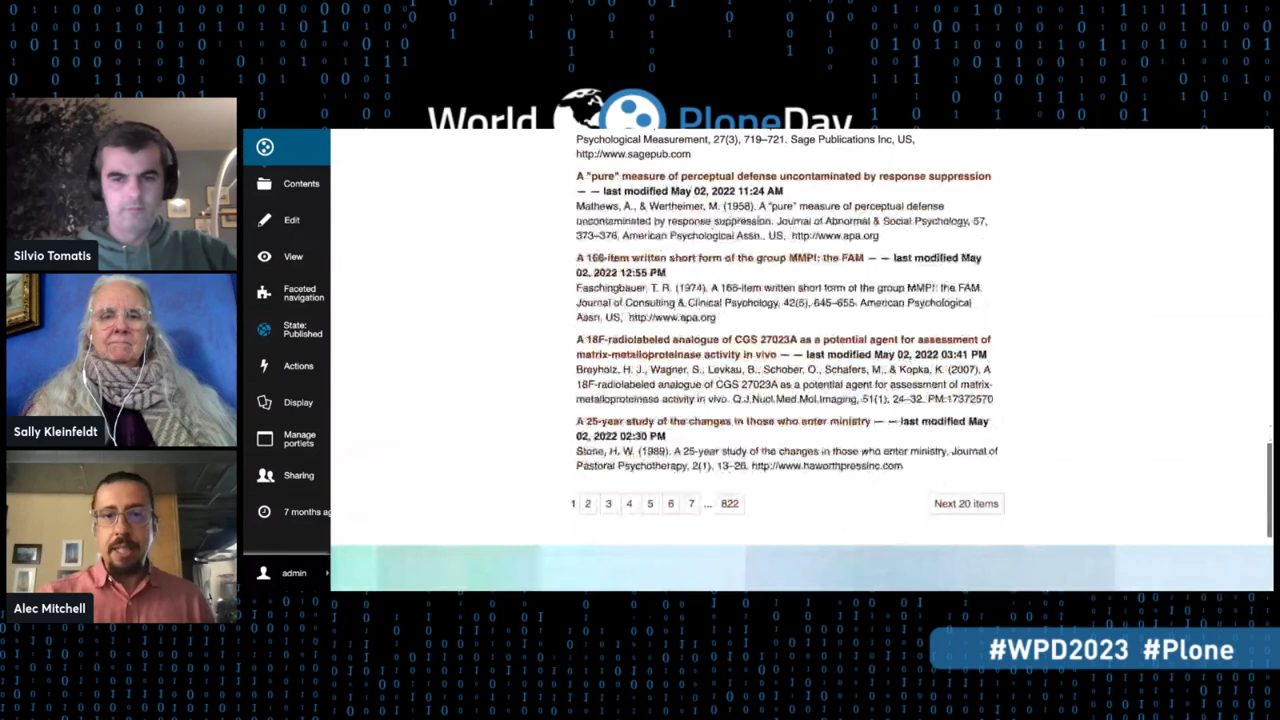 World PloneDay
Silvio Tomatis
Sally Kleinfeldt
Alec Mitchell
Contents
Edit
View
Faceted
navigation
State:
Published
Actions
Display
Manage
portlets
Sharing
7 months ag
admin
Psychological Measurement, 27(3), 719–721. Sage Publications Inc, US,
http://www.sagepub.com
A "pure" measure of perceptual defense uncontaminated by response suppression
— — last modified May 02, 2022 11:24 AM
Mathews, A., & Wertheimer, M. (1958). A "pure" measure of perceptual defense
uncontaminated by response suppression. Journal of Abnormal & Social Psychology, 57,
373–376, American Psychological Assn., US, http://www.apa.org
A 166-item written short form of the group MMPI: the FAM — — last modified May
02, 2022 12:55 PM
Faschingbauer, T. R. (1974). A 166-item written short form of the group MMPI: the FAM.
Journal of Consulting & Clinical Psychology, 42(5), 645–655. American Psychological
Assn, US, http://www.apa.org
A 18F-radiolabeled analogue of CGS 27023A as a potential agent for assessment of
matrix-metalloproteinase activity in vivo — — last modified May 02, 2022 03:41 PM
Breyholz, H. J., Wagner, S., Levkau, B., Schober, O., Schafers, M., & Kopka, K. (2007). A
18F-radiolabeled analogue of CGS 27023A as a potential agent for assessment of matrix-
metalloproteinase activity in vivo. Q.J.Nucl.Med.Mol.Imaging, 51(1), 24–32. PM:17372570
A 25-year study of the changes in those who enter ministry — — last modified May
02, 2022 02:30 PM
Stone, H. W. (1989). A 25-year study of the changes in those who enter ministry, Journal of
Pastoral Psychotherapy, 2(1), 13–26. http://www.haworthpressinc.com
1 2 3 4 5 6 7 ... 822 Next 20 items
#WPD2023 #Plone